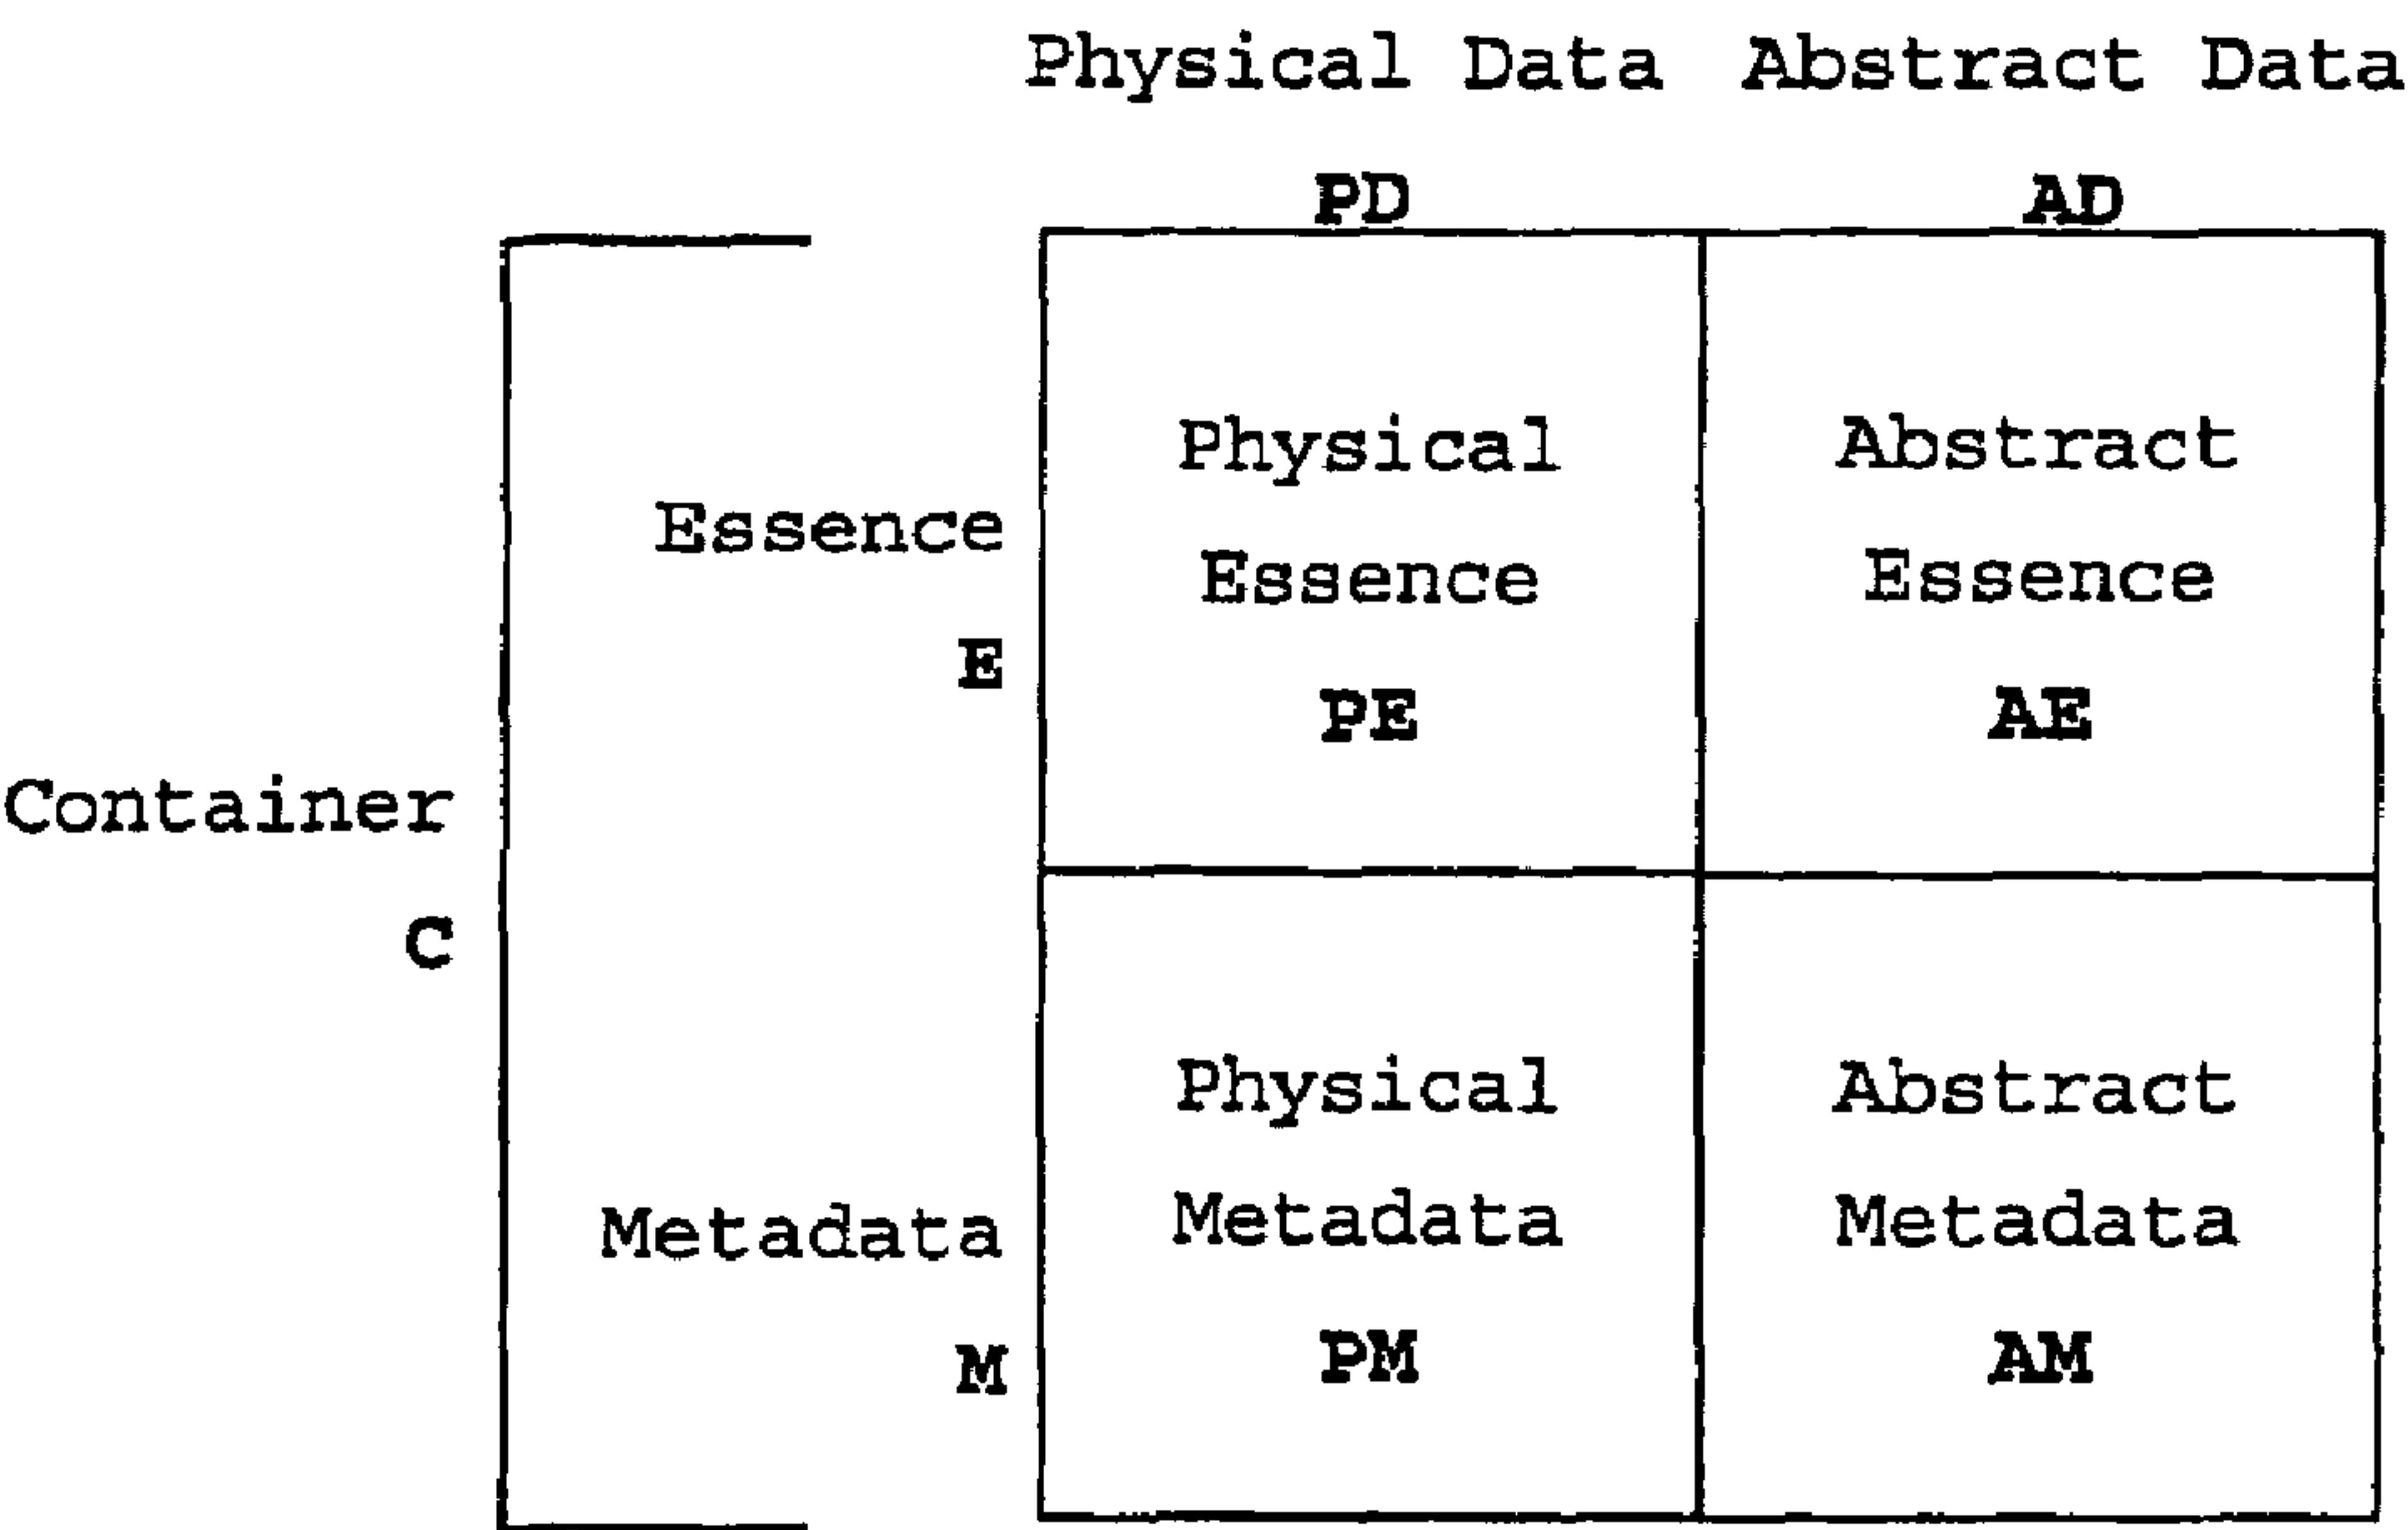 Physical Data Abstract Data
PD AD
Physical Abstract
Essence
Essence Essence
E
PE AE
Container
C
Physical Abstract
Metadata Metadata
Metadata
M
PM AM